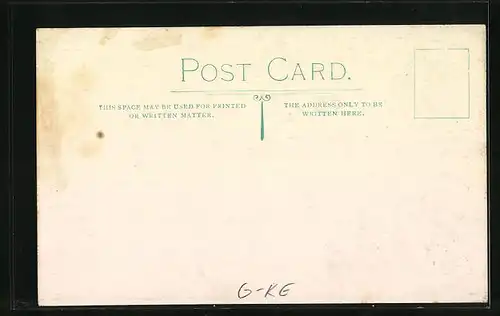 POST CARD.
THIS SPACE MAY BE USED FOR PRINTED
OR WRITTEN MATTER.
THE ADDRESS ONLY TO BE
WRITTEN HERE.
G-KE